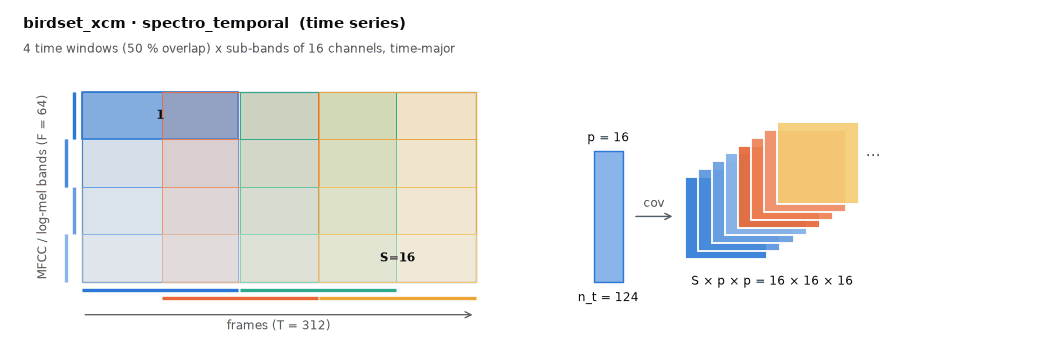 birdset_xcm · spectro_temporal  (time series)
4 time windows (50 % overlap) x sub-bands of 16 channels, time-major
MFCC / log-mel bands (F = 64)
1
S=16
frames (T = 312)
p = 16
n_t = 124
cov
...
S × p × p = 16 × 16 × 16